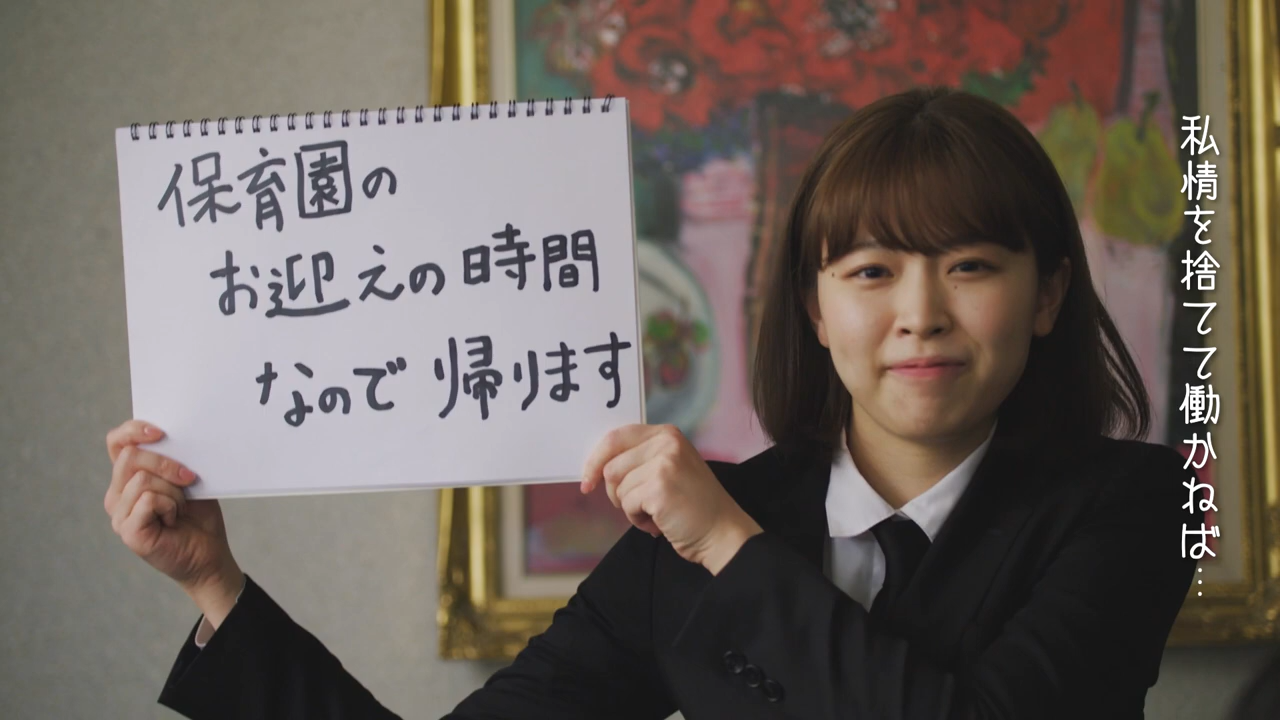 保育園の
お迎えの時間
なので帰ります
私情を捨てて働かねば…